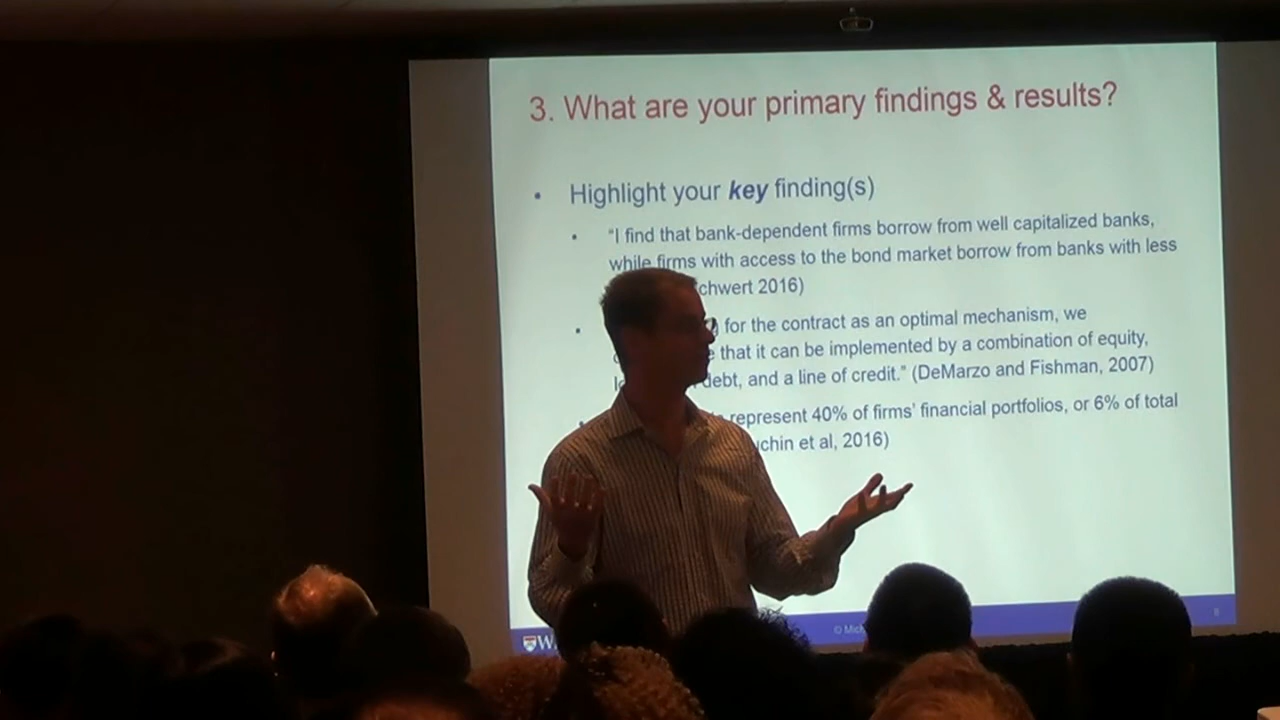 3. What are your primary findings & results?
• Highlight your key finding(s)
• “I find that bank-dependent firms borrow from well capitalized banks,
while firms with access to the bond market borrow from banks with less
chwert 2016)
• for the contract as an optimal mechanism, we
that it can be implemented by a combination of equity,
debt, and a line of credit.” (DeMarzo and Fishman, 2007)
represent 40% of firms’ financial portfolios, or 6% of total
uchin et al, 2016)
W
© Mich